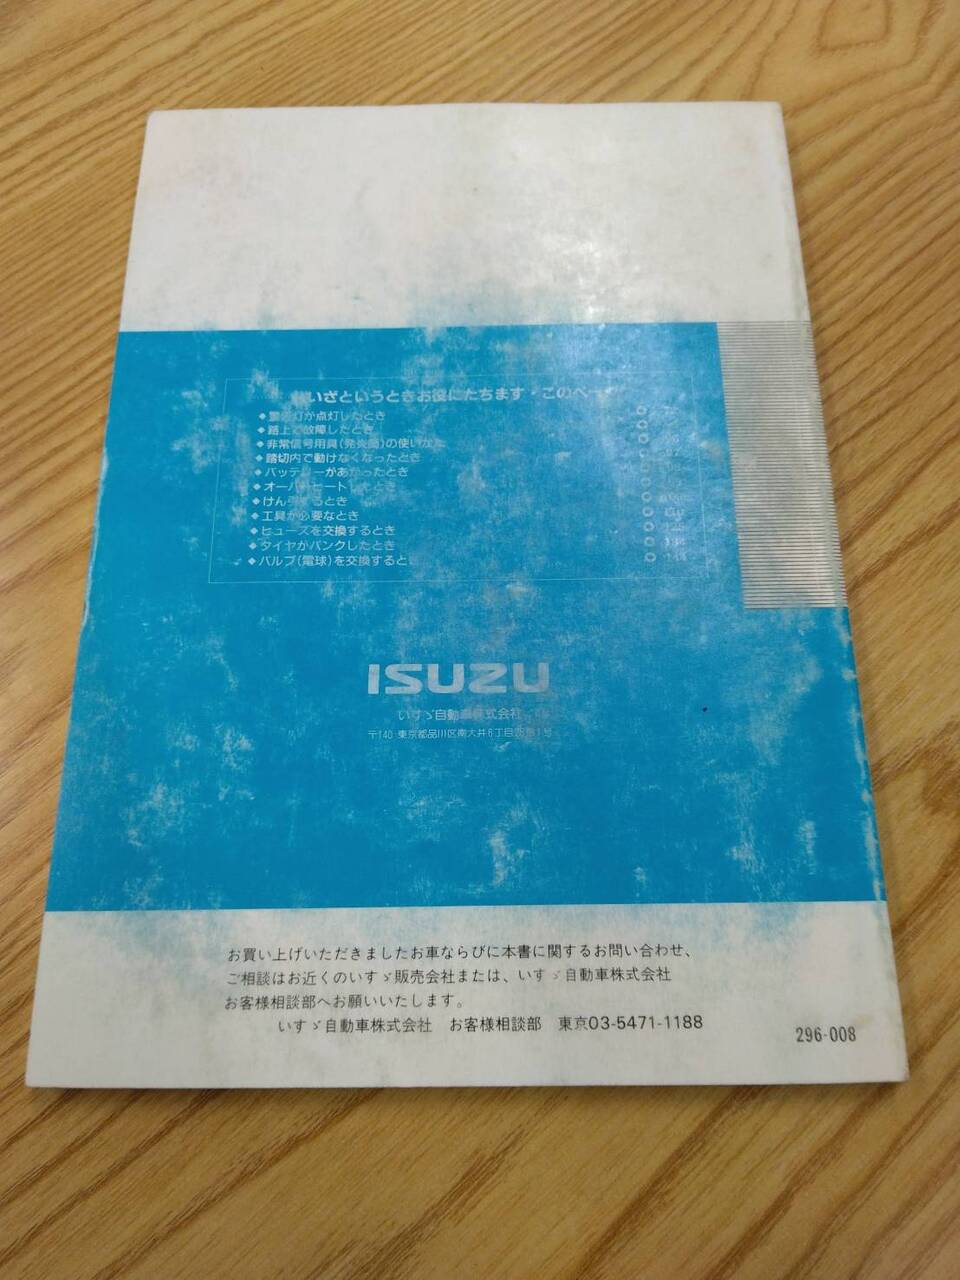 いざというときお役にたちます・このペー
◆警告灯が点灯したとき
◆路上で故障したとき
◆非常信号用具(発炎筒)の使いかた
◆踏切内で動けなくなったとき
◆バッテリーがあがったとき
◆オーバーヒートしたとき
◆けん引するとき
◆工具が必要なとき
◆ヒューズを交換するとき
◆タイヤがパンクしたとき
◆バルブ(電球)を交換すると
ISUZU
いすゞ自動車株式会社
〒140 東京都品川区南大井6丁目
お買い上げいただきましたお車ならびに本書に関するお問い合わせ、
ご相談はお近くのいすゞ販売会社または、いすゞ自動車株式会社
お客様相談部へお願いいたします。
いすゞ自動車株式会社 お客様相談部 東京03-5471-1188
296-008